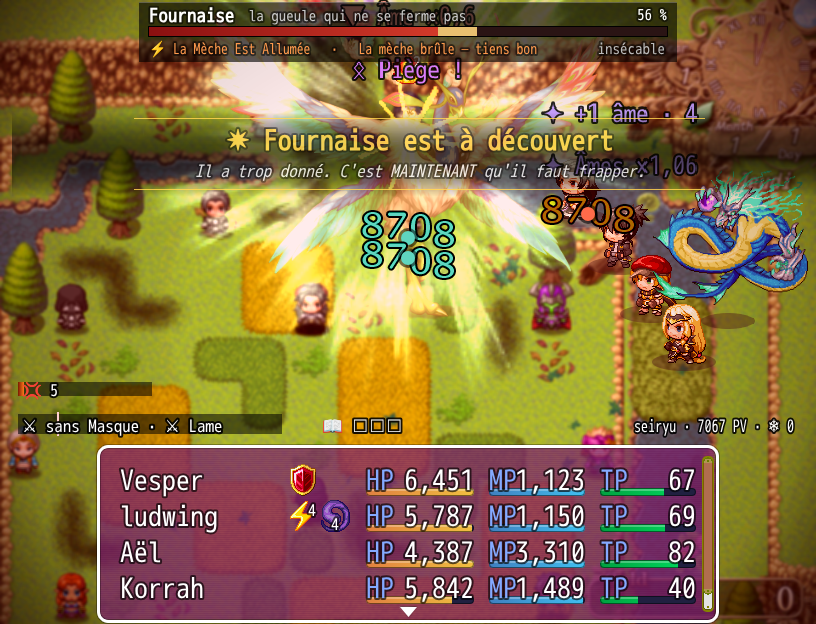 Fournaise la gueule qui ne se ferme pas 56 %
⚡ La Mèche Est Allumée · La mèche brûle — tiens bon insécable
Piège !
+1 âme · 4
Fournaise est à découvert
Âmes ×1,06
Il a trop donné. C'est MAINTENANT qu'il faut frapper.
8708
8708
8708
5
⚔ sans Masque · ⚔ Lame
seiryu · 7067 PV · ❄ 0
Vesper HP 6,451 MP 1,123 TP 67
ludwing 4 4 HP 5,787 MP 1,150 TP 69
Aël HP 4,387 MP 3,310 TP 82
Korrah HP 5,842 MP 1,489 TP 40
0